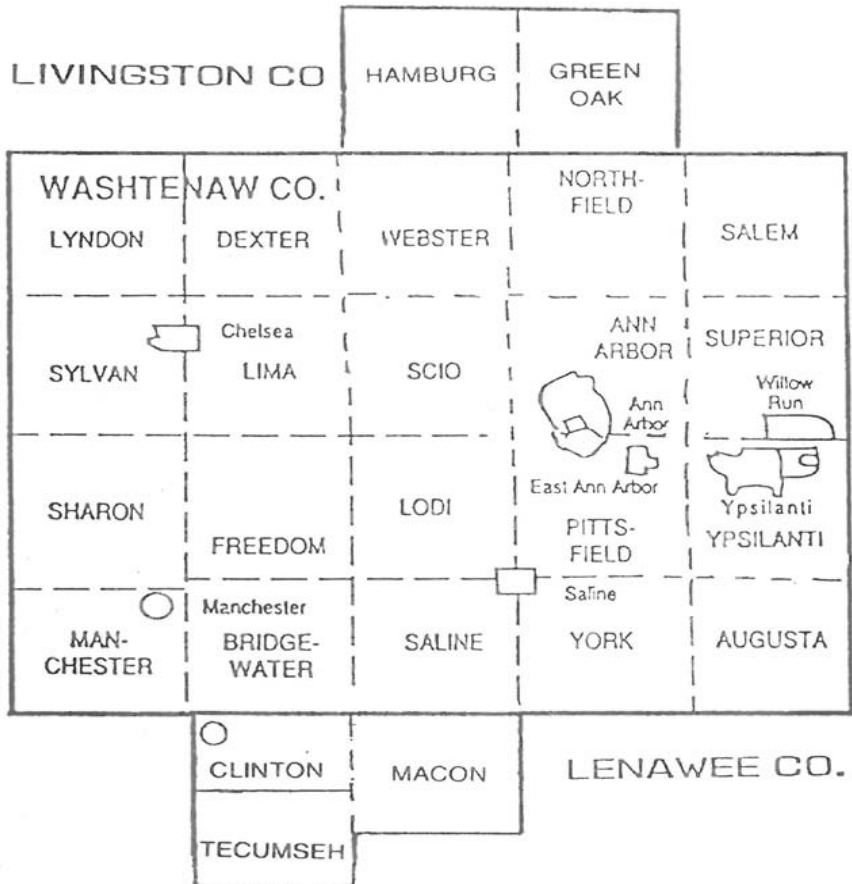 LIVINGSTON CO
HAMBURG
GREEN
OAK
WASHTENAW CO.
NORTH-
FIELD
LYNDON
DEXTER
WEBSTER
SALEM
Chelsea
ANN
ARBOR
SUPERIOR
SYLVAN
LIMA
SCIO
Willow
Run
Ann
Arbor
East Ann Arbor
Ypsilanti
SHARON
FREEDOM
LODI
PITTS-
FIELD
YPSILANTI
Manchester
Saline
MAN-
CHESTER
BRIDGE-
WATER
SALINE
YORK
AUGUSTA
CLINTON
MACON
LENAWEE CO.
TECUMSEH